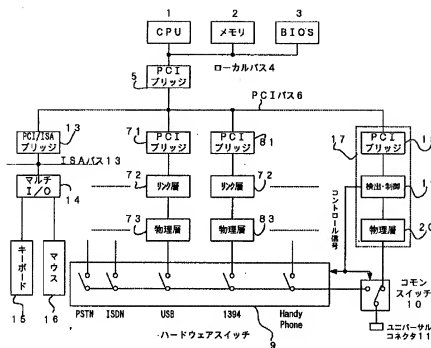 1
2
3
CPU
メモリ
BIOS
5
PCI
ブリッジ
ローカルバス4
PCIバス6
PCI/ISA
ブリッジ
13
71
PCI
ブリッジ
PCI
ブリッジ
81
17
PCI
ブリッジ
ISAバス13
マルチ
I/O
14
72
リンク層
リンク層
72
コントロール信号
検出・制御
73
物理層
物理層
83
物理層
キーボード
15
マウス
16
PSTN
ISDN
USB
1394
Handy
Phone
ハードウェアスイッチ
9
コモン
スイッチ
10
ユニバーサル
コネクタ11